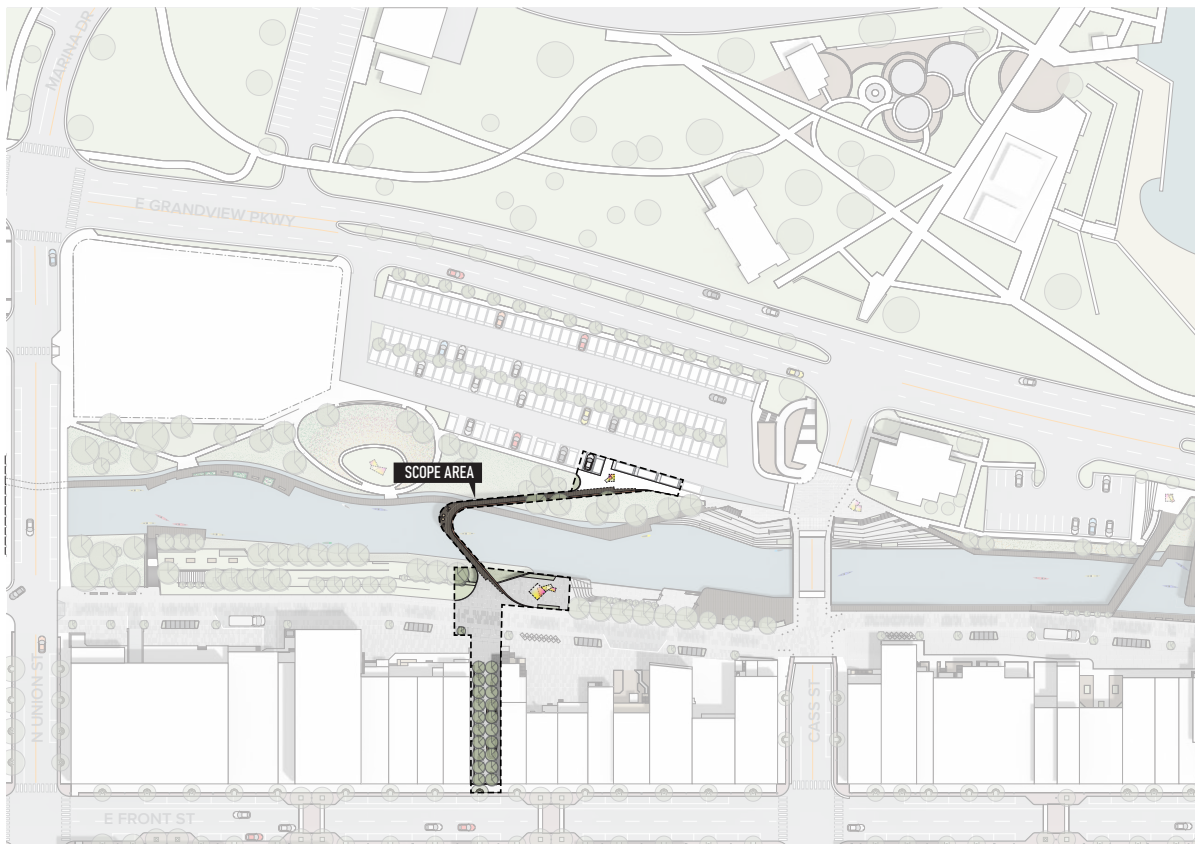 MARINA DR
E GRANDVIEW PKWY
SCOPE AREA
N UNION ST
CASS ST
E FRONT ST